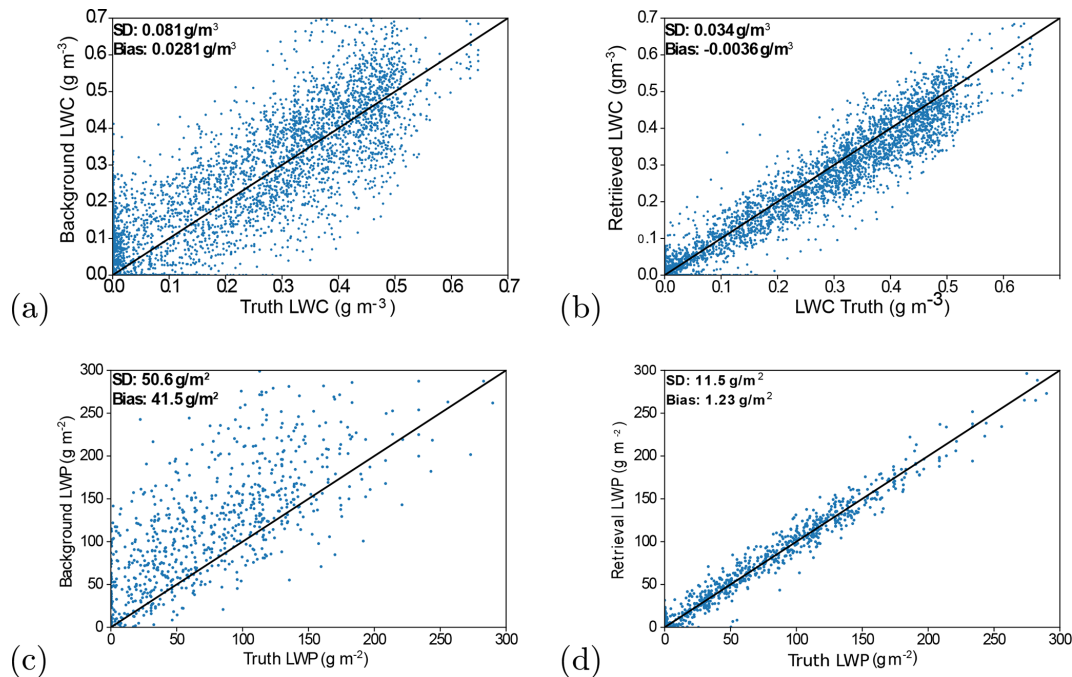 SD: 0.081 g/m3
Bias: 0.0281 g/m3
Background LWC (g m-3)
0.7
0.6
0.5
0.4
0.3
0.2
0.1
0.0
0.0 0.1 0.2 0.3 0.4 0.5 0.6 0.7
Truth LWC (g m-3)
(a)
SD: 0.034 g/m3
Bias: -0.0036 g/m3
Retriieved LWC (gm-3)
0.7
0.6
0.5
0.4
0.3
0.2
0.1
0.0
0.0 0.1 0.2 0.3 0.4 0.5 0.6
LWC Truth (g m-3)
(b)
SD: 50.6 g/m2
Bias: 41.5 g/m2
Background LWP (g m-2)
300
250
200
150
100
50
0
0 50 100 150 200 250 300
Truth LWP (g m-2)
(c)
SD: 11.5 g/m2
Bias: 1.23 g/m2
Retrieval LWP (g m-2)
300
250
200
150
100
50
0
0 50 100 150 200 250 300
Truth LWP (g m-2)
(d)